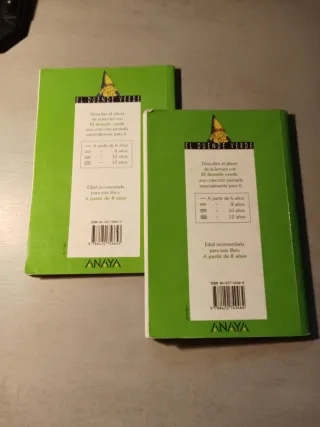 EL DUENDE VERDE
Descubre el placer
de la lectura con
El duende verde
una colección pensada
especialmente para ti
A partir de 6 años
" 8 años
" 10 años
" 12 años
Edad recomendada
para este libro:
A partir de 8 años
ANAYA
EL DUENDE VERDE
Descubre el placer
de la lectura con
El duende verde
una colección pensada
especialmente para ti
A partir de 6 años
" 8 años
" 10 años
" 12 años
Edad recomendada
para este libro:
A partir de 8 años
ANAYA